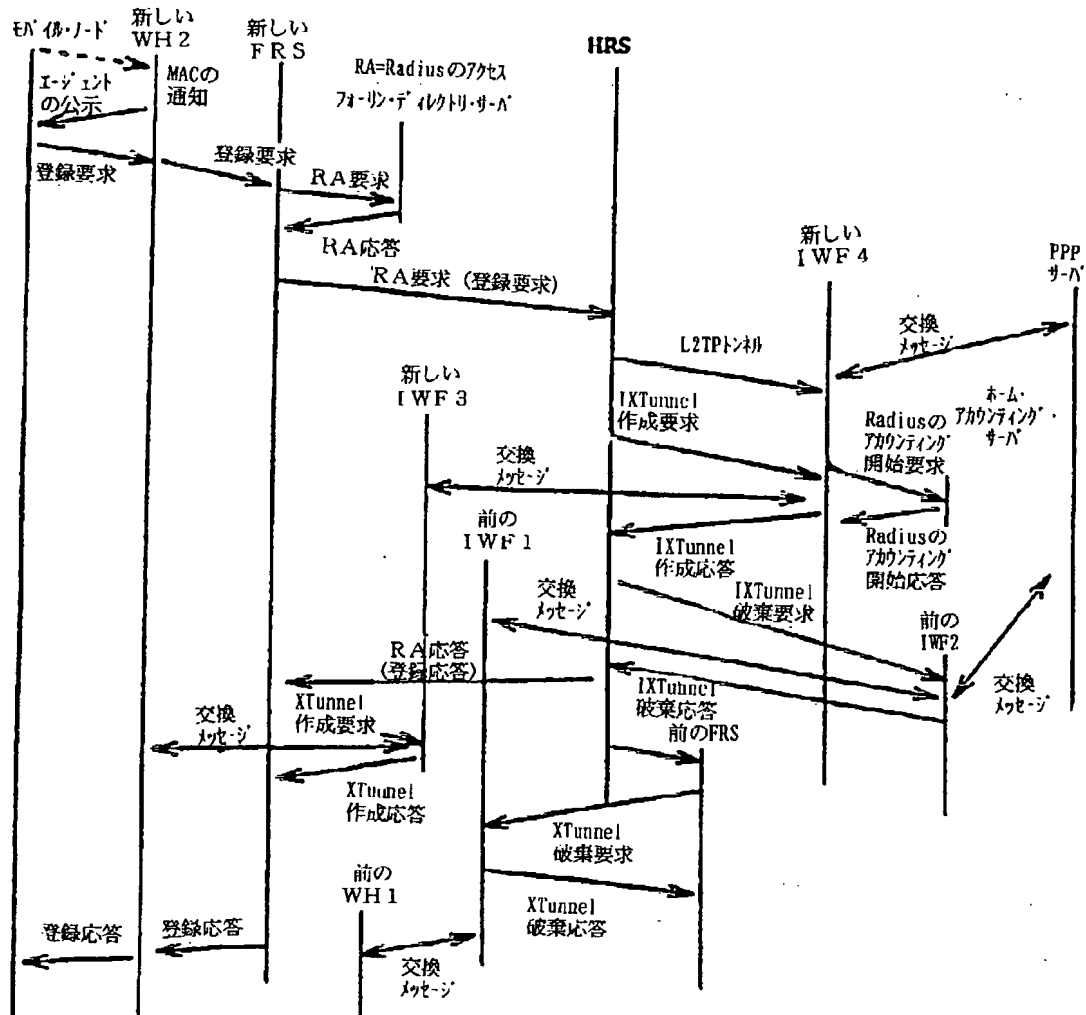 モバイル・ノード
新しい
WH2
新しい
FRS
HRS
RA=Radiusのアクセス
フォーリン・ディレクトリ・サーバ
エージェント
の公示
MACの
通知
登録要求
登録要求
RA要求
RA応答
RA要求（登録要求）
新しい
IWF4
PPP
サーバ
L2TPトンネル
交換
メッセージ
新しい
IWF3
IXTunnel
作成要求
ホーム・
アカウンティング・
サーバ
Radiusの
アカウンティング
開始要求
交換
メッセージ
前の
IWF1
IXTunnel
作成応答
Radiusの
アカウンティング
開始応答
交換
メッセージ
IXTunnel
破棄要求
前の
IWF2
RA応答
(登録応答)
IXTunnel
破棄応答
交換
メッセージ
XTunnel
作成要求
交換
メッセージ
前のFRS
XTunnel
作成応答
XTunnel
破棄要求
前の
WH1
XTunnel
破棄応答
登録応答
登録応答
交換
メッセージ